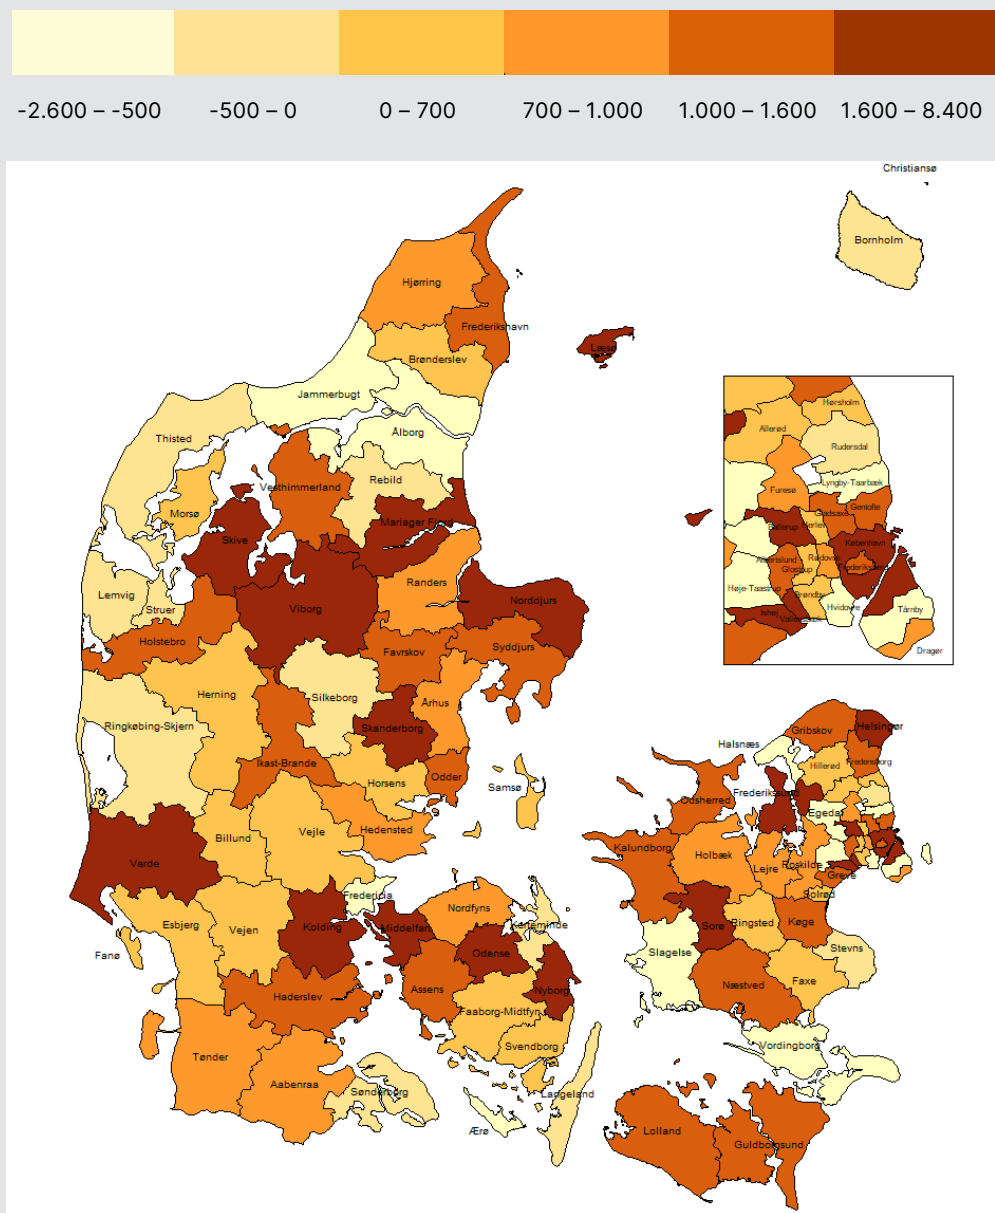 -2.600 – -500
-500 – 0
0 – 700
700 – 1.000
1.000 – 1.600
1.600 – 8.400
Christiansø
Bornholm
Hjørring
Frederikshavn
Læsø
Brønderslev
Jammerbugt
Ålborg
Thisted
Rebild
Vesthimmerland
Morsø
Mariager Fjord
Skive
Randers
Lemvig
Struer
Viborg
Norddjurs
Holstebro
Favrskov
Syddjurs
Herning
Silkeborg
Århus
Ringkøbing-Skjern
Skanderborg
Ikast-Brande
Horsens
Odder
Samsø
Hedensted
Billund
Vejle
Varde
Fredericia
Esbjerg
Vejen
Kolding
Middelfart
Nordfyns
Kerteminde
Fanø
Odense
Assens
Nyborg
Haderslev
Faaborg-Midtfyn
Svendborg
Tønder
Aabenraa
Sønderborg
Langeland
Ærø
Hørsholm
Allerød
Rudersdal
Lyngby-Taarbæk
Furesø
Gladsaxe
Gentofte
Ballerup
Herlev
København
Albertslund
Rødovre
Glostrup
Frederiksberg
Høje-Taastrup
Brøndby
Hvidovre
Ishøj
Vallensbæk
Tårnby
Dragør
Gribskov
Helsingør
Halsnæs
Hillerød
Fredensborg
Odsherred
Frederikssund
Egedal
Kalundborg
Holbæk
Lejre
Roskilde
Greve
Solrød
Sorø
Ringsted
Køge
Slagelse
Stevns
Næstved
Faxe
Vordingborg
Lolland
Guldborgsund